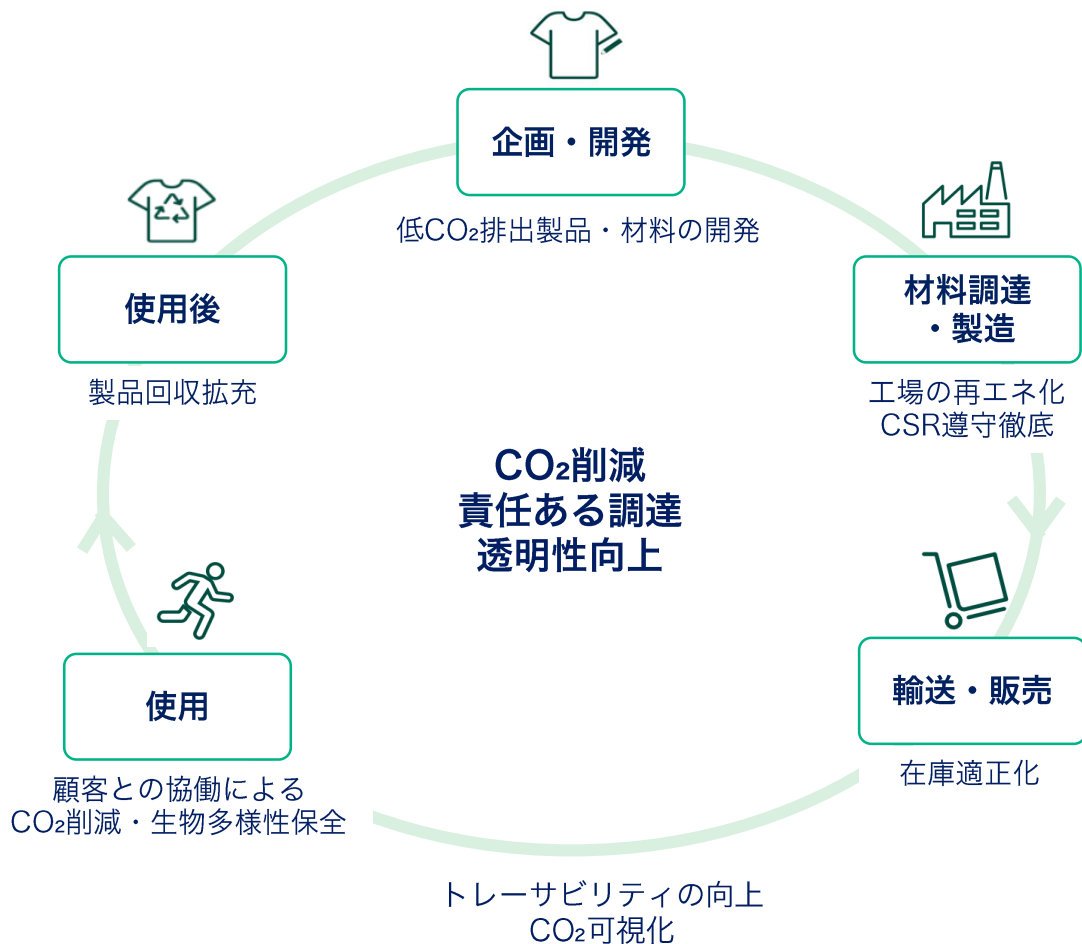 企画・開発
低CO₂排出製品・材料の開発
材料調達
・製造
工場の再エネ化
CSR遵守徹底
輸送・販売
在庫適正化
トレーサビリティの向上
CO₂可視化
使用
顧客との協働による
CO₂削減・生物多様性保全
使用後
製品回収拡充
CO₂削減
責任ある調達
透明性向上